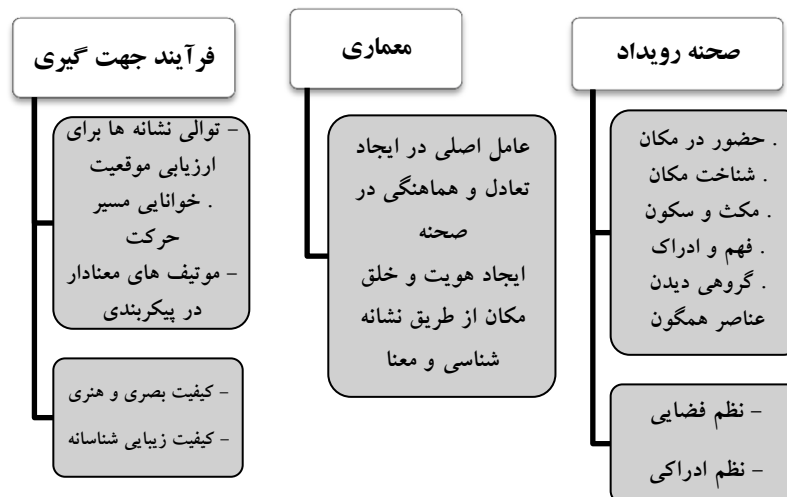 صحنه رویداد
. حضور در مکان
. شناخت مکان
. مکث و سکون
. فهم و ادراک
. گروهی دیدن
عناصر همگون
– نظم فضایی
– نظم ادراکی
معماری
عامل اصلی در ایجاد
تعادل و هماهنگی در
صحنه
ایجاد هویت و خلق
مکان از طریق نشانه
شناسی و معنا
فرآیند جهت گیری
– توالی نشانه ها برای
ارزیابی موقعیت
. خوانایی مسیر
حرکت
– موتیف های معنادار
در پیکربندی
– کیفیت بصری و هنری
– کیفیت زیبایی شناسانه